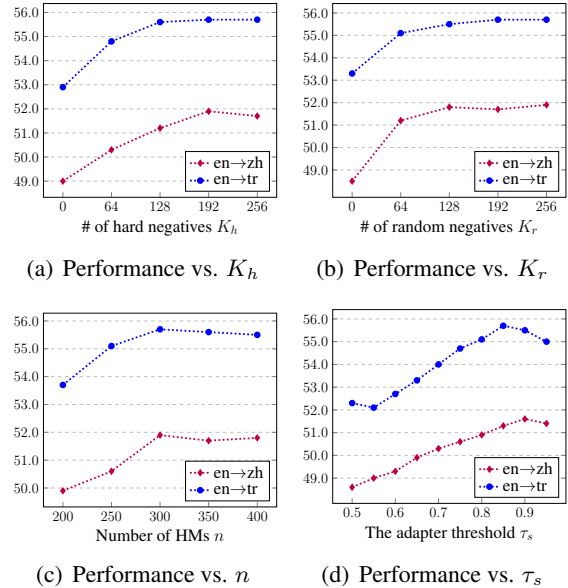 56.0
55.0
54.0
53.0
52.0
51.0
50.0
49.0
en→zh
en→tr
0 64 128 192 256
# of hard negatives K_h
(a) Performance vs. K_h
56.0
55.0
54.0
53.0
52.0
51.0
50.0
49.0
en→zh
en→tr
0 64 128 192 256
# of random negatives K_r
(b) Performance vs. K_r
56.0
55.0
54.0
53.0
52.0
51.0
50.0
en→zh
en→tr
200 250 300 350 400
Number of HMs n
(c) Performance vs. n
56.0
55.0
54.0
53.0
52.0
51.0
50.0
49.0
en→zh
en→tr
0.5 0.6 0.7 0.8 0.9
The adapter threshold τ_s
(d) Performance vs. τ_s